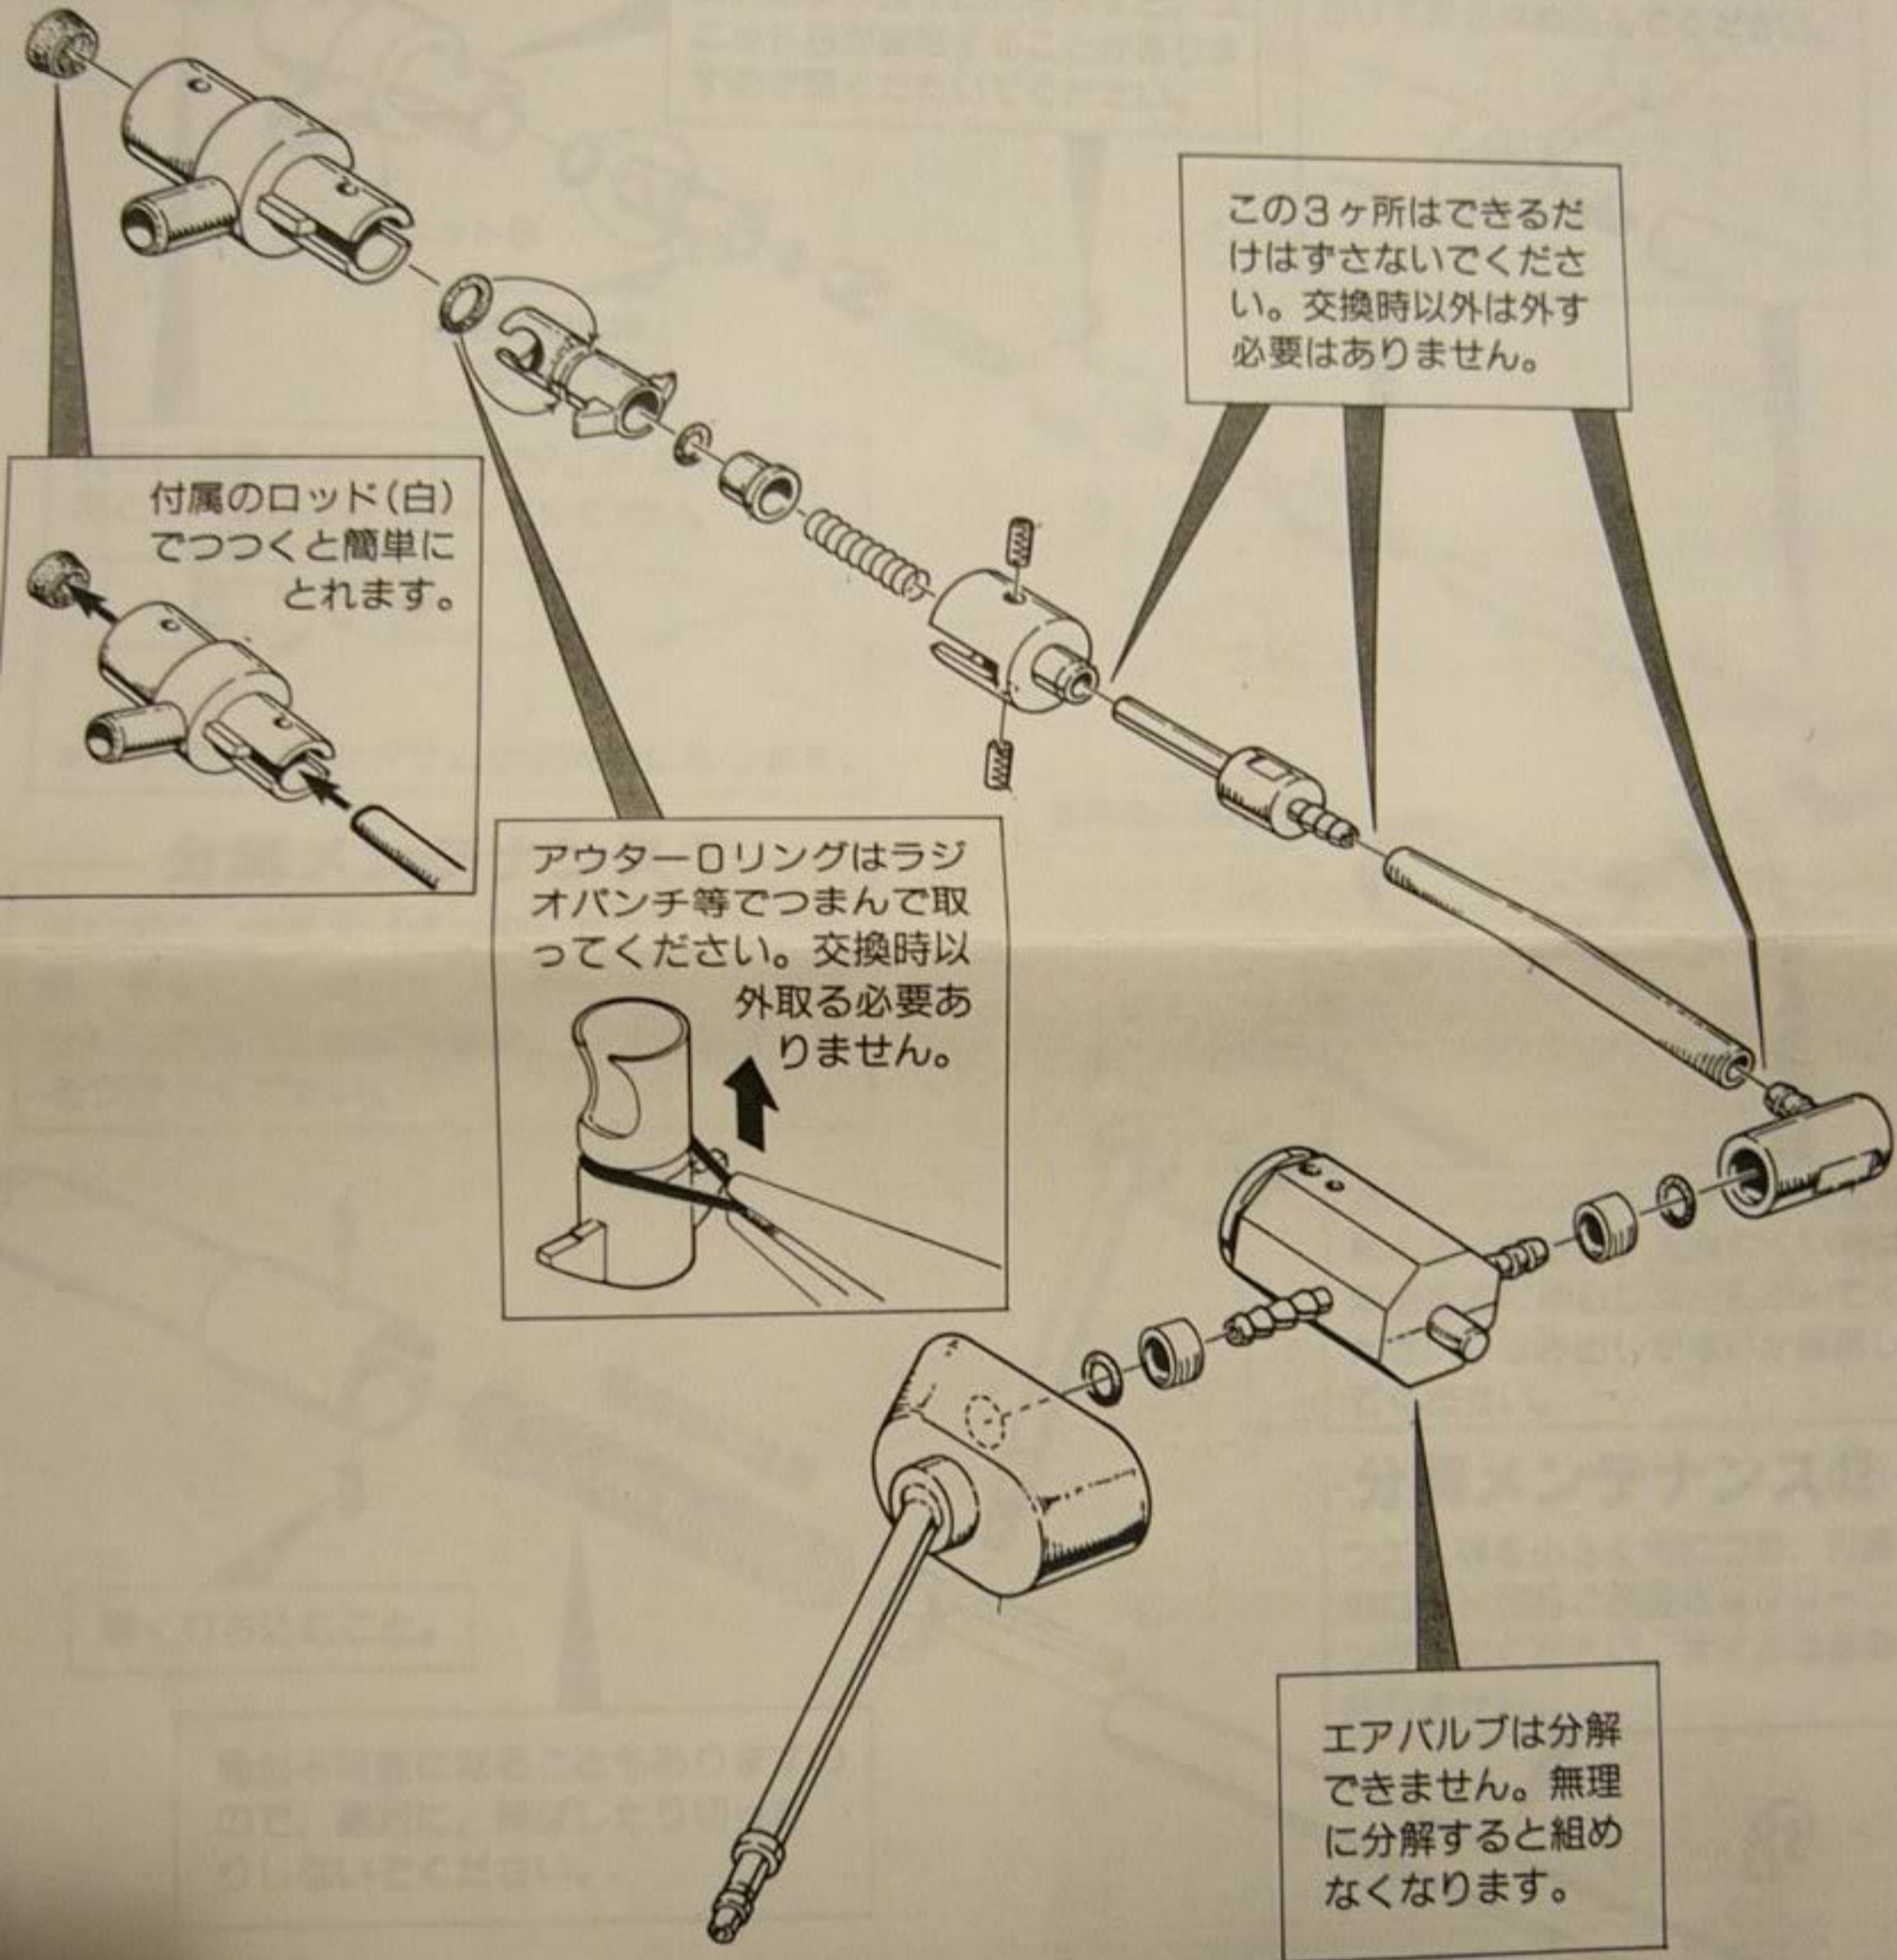 この3ヶ所はできるだ
けはずさないでくださ
い。交換時以外は外す
必要はありません。
付属のロッド(白)
でつつくと簡単に
とれます。
アウターOリングはラジ
オパンチ等でつまんで取
ってください。交換時以
外取る必要あ
りません。
エアバルブは分解
できません。無理
に分解すると組め
なくなります。